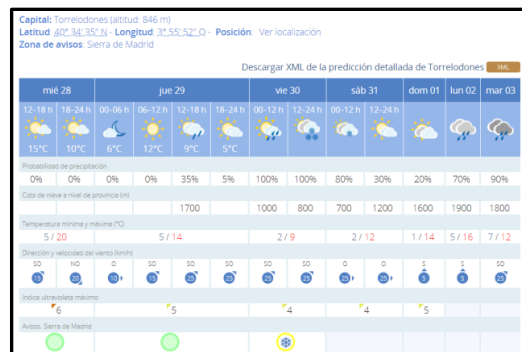 Capital: Torrelodones (altitud: 846 m)
Latitud: 40° 34' 35'' N - Longitud: 3° 55' 52'' O - Posición: Ver localización
Zona de avisos: Sierra de Madrid
Descargar XML de la predicción detallada de Torrelodones XML
mié 28 jue 29 vie 30 sáb 31 dom 01 lun 02 mar 03
12–18 h 18–24 h 00–06 h 06–12 h 12–18 h 18–24 h 00–12 h 12–24 h 00–12 h 12–24 h
15°C 10°C 6°C 12°C 9°C 5°C
Probabilidad de precipitación
0% 0% 0% 0% 35% 5% 100% 100% 80% 30% 20% 70% 90%
Cota de nieve a nivel de provincia (m)
1700 1000 800 700 1200 1600 1900 1800
Temperatura mínima y máxima (°C)
5 / 20 5 / 14 2 / 9 2 / 12 1 / 14 5 / 16 7 / 12
Dirección y velocidad del viento (km/h)
SO NO O SO SO SO SO SO O O S S SO
15 20 10 15 25 25 25 25 25 25 5 5 25
Indice ultravioleta máximo
6 5 4 4 5
Avisos. Sierra de Madrid